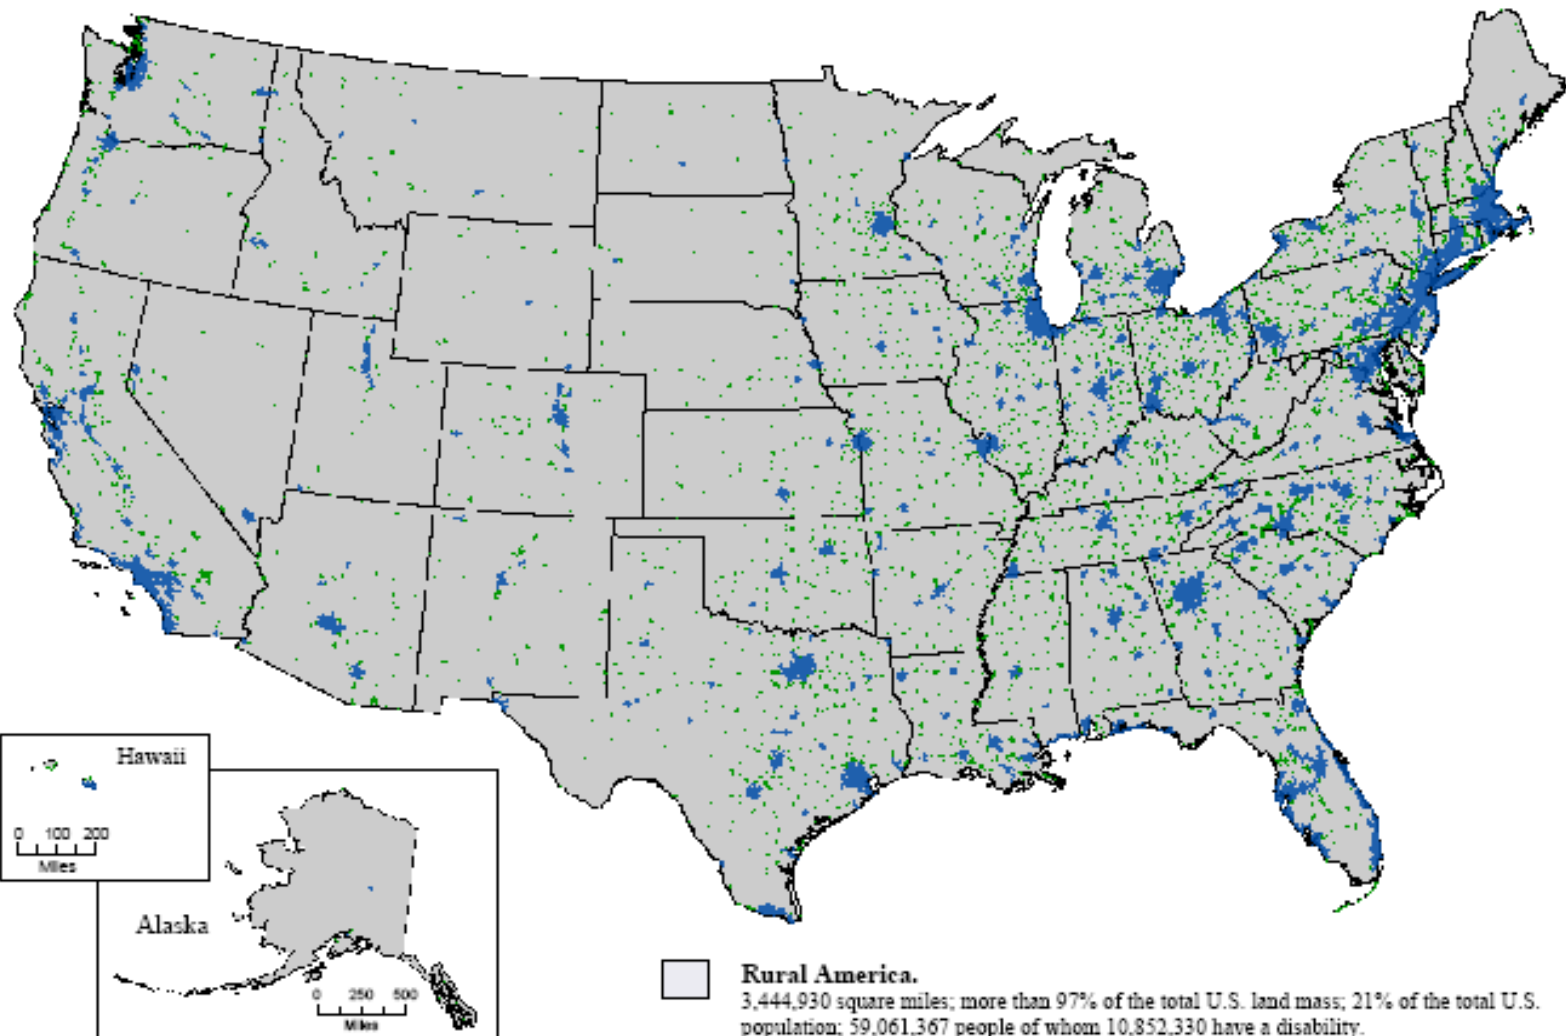 Hawaii
0 100 200
Miles
Alaska
0 250 500
Miles
Rural America.
3,444,930 square miles; more than 97% of the total U.S. land mass; 21% of the total U.S.
population; 59,061,367 people of whom 10,852,330 have a disability.